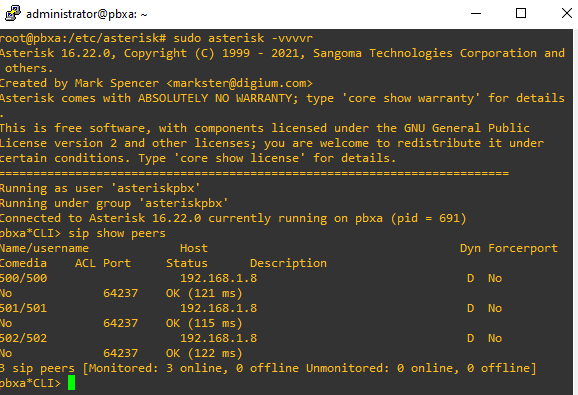 administrator@pbxa: ~
root@pbxa:/etc/asterisk# sudo asterisk -vvvvr
Asterisk 16.22.0, Copyright (C) 1999 - 2021, Sangoma Technologies Corporation and
 others.
Created by Mark Spencer <markster@digium.com>
Asterisk comes with ABSOLUTELY NO WARRANTY; type 'core show warranty' for details
.
This is free software, with components licensed under the GNU General Public
License version 2 and other licenses; you are welcome to redistribute it under
certain conditions. Type 'core show license' for details.
=========================================================================
Running as user 'asteriskpbx'
Running under group 'asteriskpbx'
Connected to Asterisk 16.22.0 currently running on pbxa (pid = 691)
pbxa*CLI> sip show peers
Name/username             Host                                    Dyn Forcerport
Comedia    ACL Port     Status      Description
500/500                   192.168.1.8                              D  No
No             64237    OK (121 ms)
501/501                   192.168.1.8                              D  No
No             64237    OK (115 ms)
502/502                   192.168.1.8                              D  No
No             64237    OK (122 ms)
3 sip peers [Monitored: 3 online, 0 offline Unmonitored: 0 online, 0 offline]
pbxa*CLI>